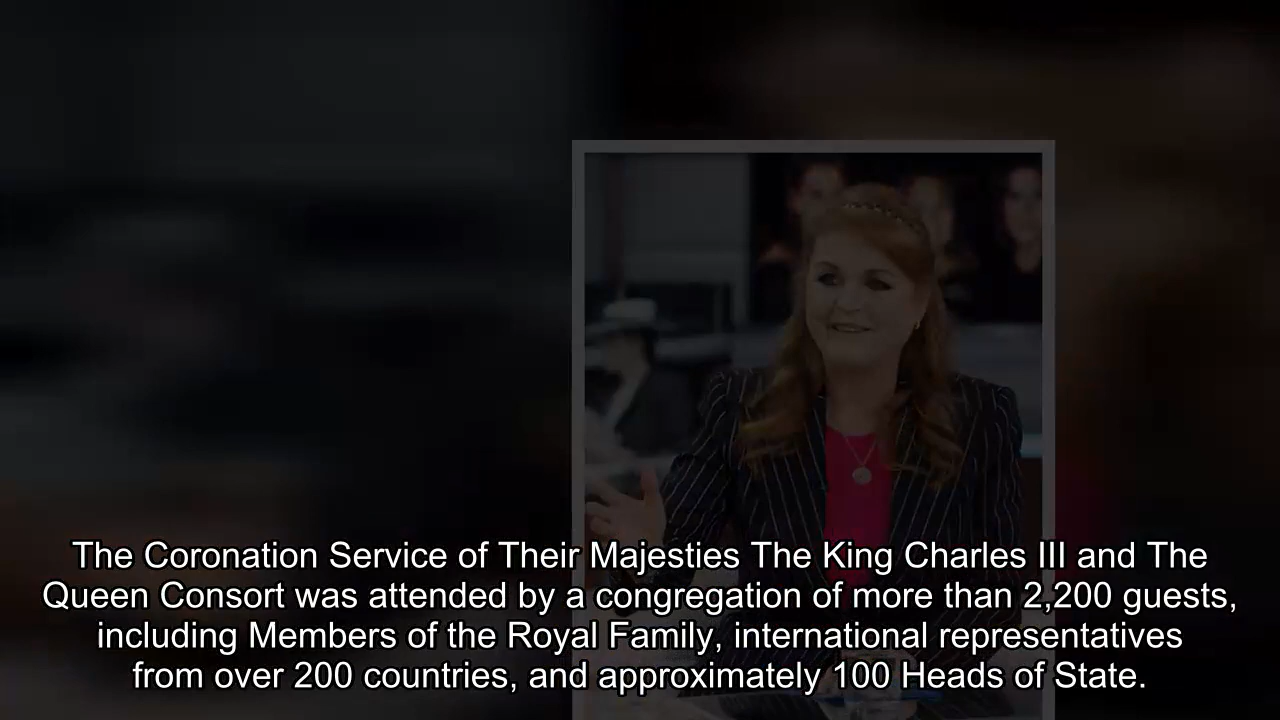 The Coronation Service of Their Majesties The King Charles III and The
Queen Consort was attended by a congregation of more than 2,200 guests,
including Members of the Royal Family, international representatives
from over 200 countries, and approximately 100 Heads of State.